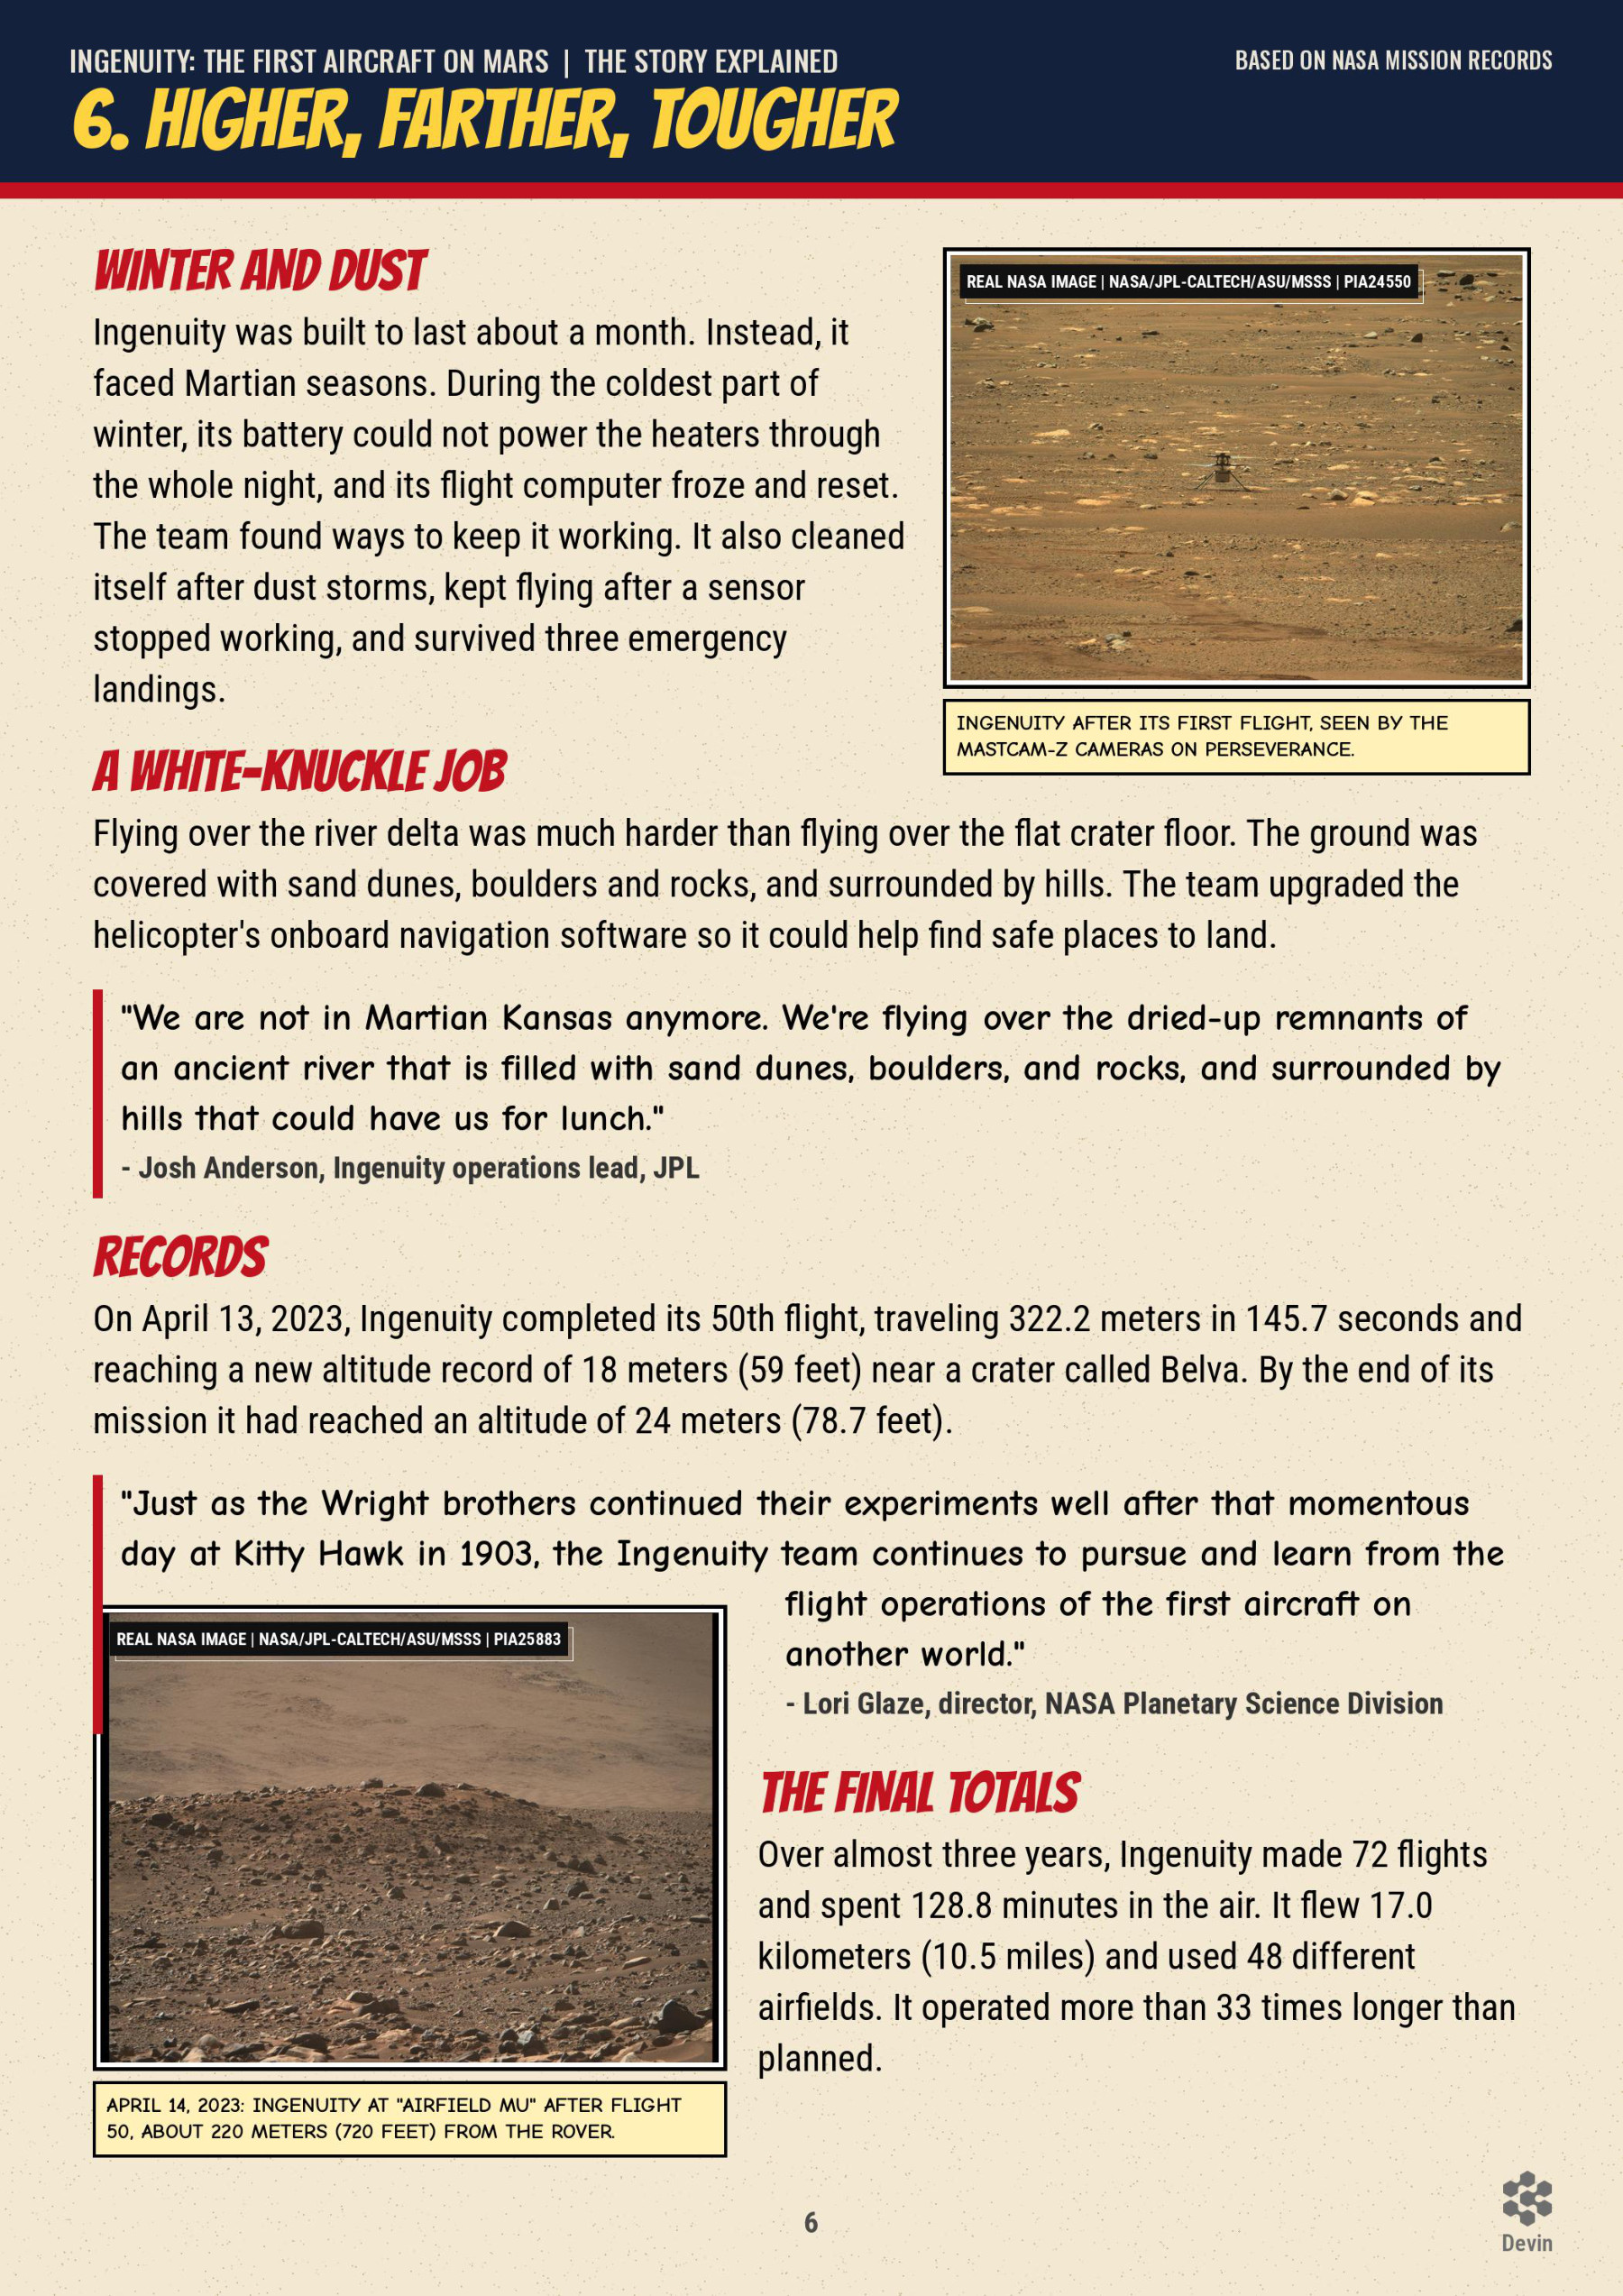 INGENUITY: THE FIRST AIRCRAFT ON MARS | THE STORY EXPLAINED
BASED ON NASA MISSION RECORDS
6. HIGHER, FARTHER, TOUGHER
WINTER AND DUST
Ingenuity was built to last about a month. Instead, it
faced Martian seasons. During the coldest part of
winter, its battery could not power the heaters through
the whole night, and its flight computer froze and reset.
The team found ways to keep it working. It also cleaned
itself after dust storms, kept flying after a sensor
stopped working, and survived three emergency
landings.
REAL NASA IMAGE | NASA/JPL-CALTECH/ASU/MSSS | PIA24550
INGENUITY AFTER ITS FIRST FLIGHT, SEEN BY THE
MASTCAM-Z CAMERAS ON PERSEVERANCE.
A WHITE-KNUCKLE JOB
Flying over the river delta was much harder than flying over the flat crater floor. The ground was
covered with sand dunes, boulders and rocks, and surrounded by hills. The team upgraded the
helicopter's onboard navigation software so it could help find safe places to land.
"We are not in Martian Kansas anymore. We're flying over the dried-up remnants of
an ancient river that is filled with sand dunes, boulders, and rocks, and surrounded by
hills that could have us for lunch."
- Josh Anderson, Ingenuity operations lead, JPL
RECORDS
On April 13, 2023, Ingenuity completed its 50th flight, traveling 322.2 meters in 145.7 seconds and
reaching a new altitude record of 18 meters (59 feet) near a crater called Belva. By the end of its
mission it had reached an altitude of 24 meters (78.7 feet).
"Just as the Wright brothers continued their experiments well after that momentous
day at Kitty Hawk in 1903, the Ingenuity team continues to pursue and learn from the
flight operations of the first aircraft on
another world."
- Lori Glaze, director, NASA Planetary Science Division
REAL NASA IMAGE | NASA/JPL-CALTECH/ASU/MSSS | PIA25883
APRIL 14, 2023: INGENUITY AT "AIRFIELD MU" AFTER FLIGHT
50, ABOUT 220 METERS (720 FEET) FROM THE ROVER.
THE FINAL TOTALS
Over almost three years, Ingenuity made 72 flights
and spent 128.8 minutes in the air. It flew 17.0
kilometers (10.5 miles) and used 48 different
airfields. It operated more than 33 times longer than
planned.
6
Devin